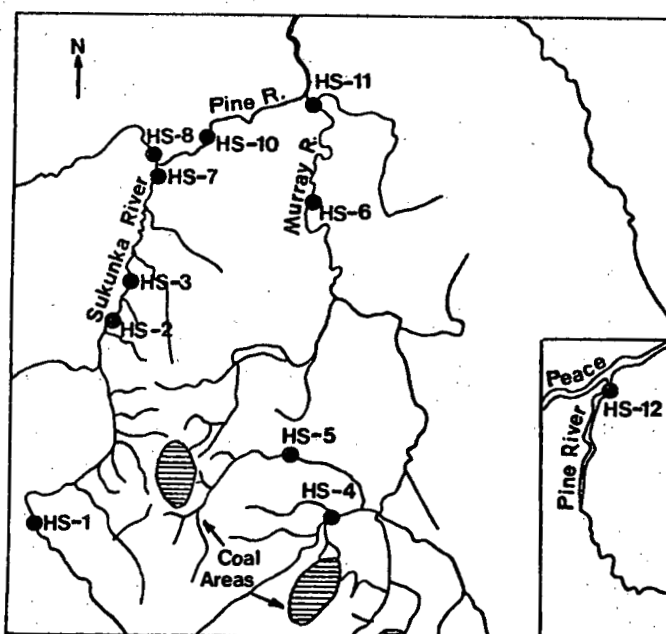 N
HS-11
Pine R.
HS-8
HS-10
HS-7
Murray R.
HS-6
Sukunka River
HS-3
HS-2
Peace
HS-12
Pine River
HS-5
HS-4
HS-1
Coal
Areas